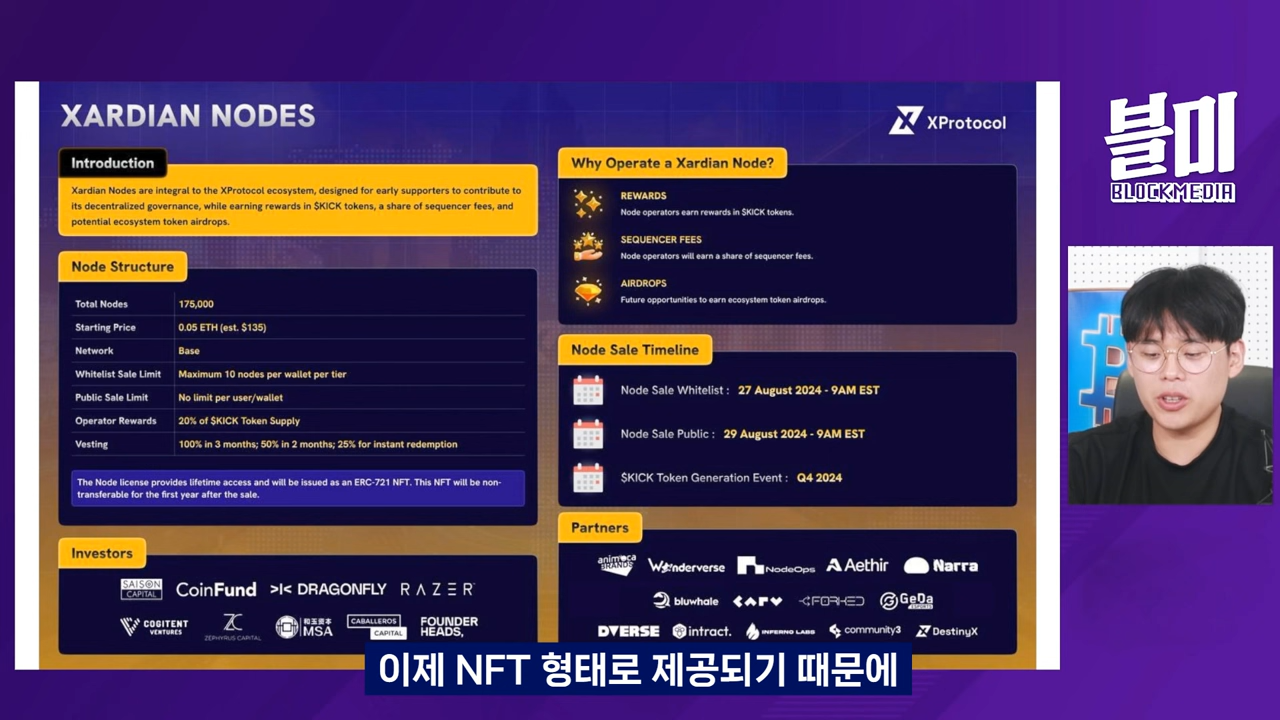 XARDIAN NODES
XProtocol
블미
BLOCKMEDIA
Introduction
Xardian Nodes are integral to the XProtocol ecosystem, designed for early supporters to contribute to
its decentralized governance, while earning rewards in $KICK tokens, a share of sequencer fees, and
potential ecosystem token airdrops.
Node Structure
Total Nodes 175,000
Starting Price 0.05 ETH (est. $135)
Network Base
Whitelist Sale Limit Maximum 10 nodes per wallet per tier
Public Sale Limit No limit per user/wallet
Operator Rewards 20% of $KICK Token Supply
Vesting 100% in 3 months; 50% in 2 months; 25% for instant redemption
The Node license provides lifetime access and will be issued as an ERC-721 NFT. This NFT will be non-
transferable for the first year after the sale.
Investors
SAISON CAPITAL CoinFund DRAGONFLY RAZER
COGITENT VENTURES ZEPHYRUS CAPITAL 和玉资本 MSA CABALLEROS CAPITAL FOUNDER HEADS,
Why Operate a Xardian Node?
REWARDS
Node operators earn rewards in $KICK tokens.
SEQUENCER FEES
Node operators will earn a share of sequencer fees.
AIRDROPS
Future opportunities to earn ecosystem token airdrops.
Node Sale Timeline
Node Sale Whitelist : 27 August 2024 - 9AM EST
Node Sale Public : 29 August 2024 - 9AM EST
$KICK Token Generation Event : Q4 2024
Partners
animoca BRANDS Wonderverse NodeOps Aethir Narra
bluwhale CARV FORKED GeDa ESPORTS
DVERSE intract. INFERNO LABS community3 DestinyX
이제 NFT 형태로 제공되기 때문에